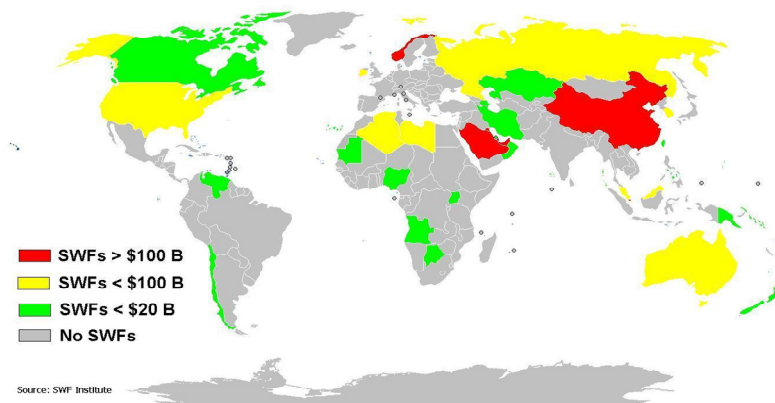 SWFs > $100 B
SWFs < $100 B
SWFs < $20 B
No SWFs
Source: SWF Institute